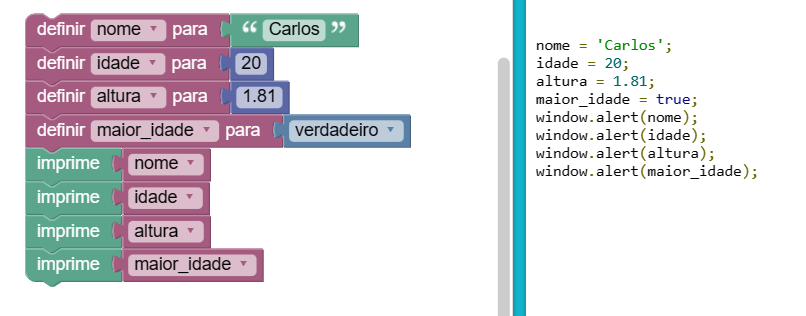 definir nome para “ Carlos ”
definir idade para 20
definir altura para 1.81
definir maior_idade para verdadeiro
imprime nome
imprime idade
imprime altura
imprime maior_idade
nome = 'Carlos';
idade = 20;
altura = 1.81;
maior_idade = true;
window.alert(nome);
window.alert(idade);
window.alert(altura);
window.alert(maior_idade);